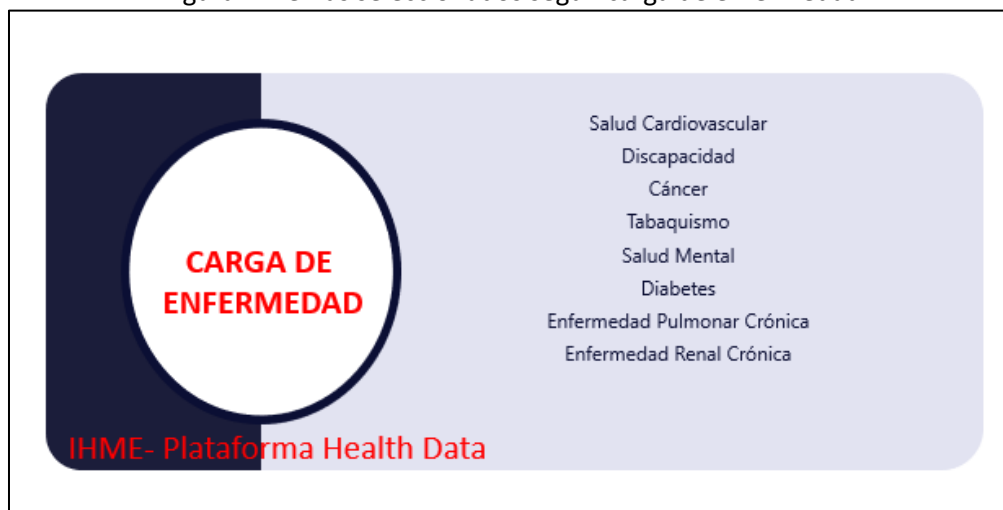 CARGA DE
ENFERMEDAD
Salud Cardiovascular
Discapacidad
Cáncer
Tabaquismo
Salud Mental
Diabetes
Enfermedad Pulmonar Crónica
Enfermedad Renal Crónica
IHME- Plataforma Health Data